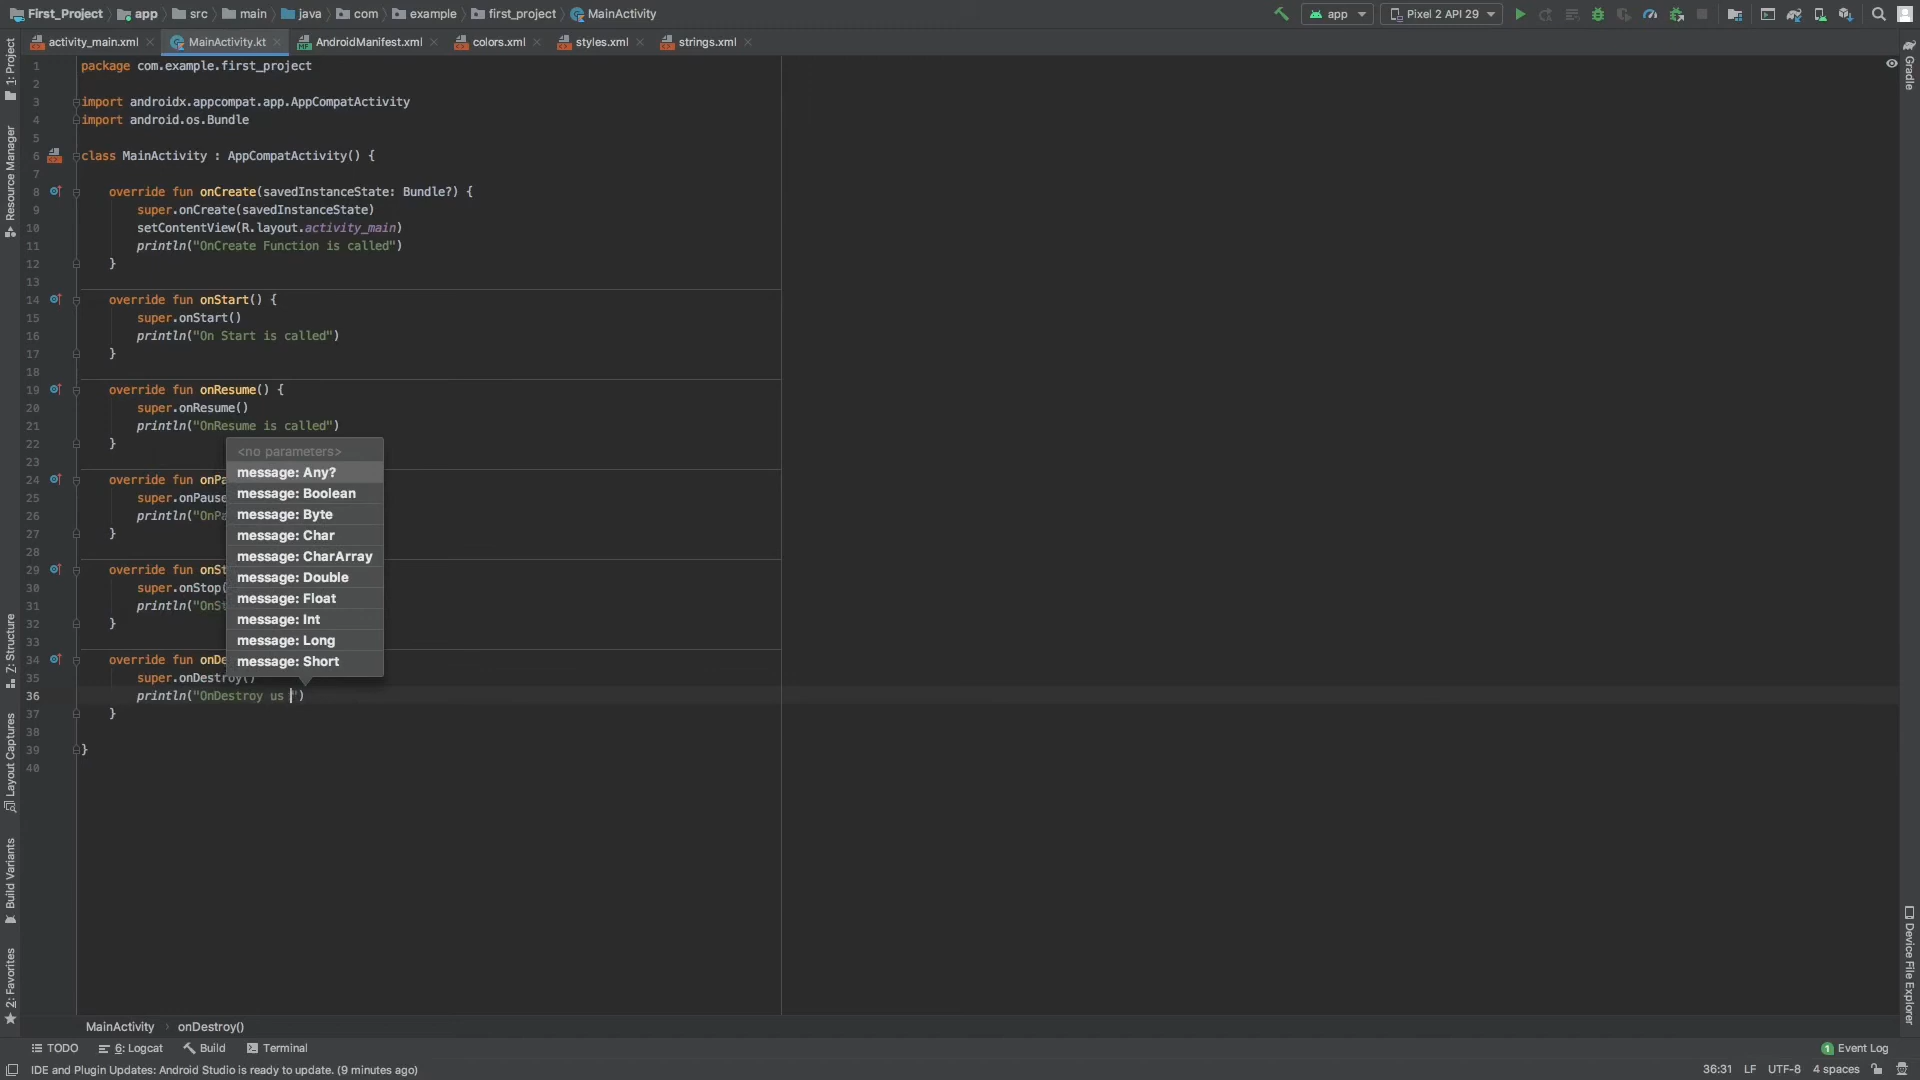 First_Project app src main java com example first_project MainActivity app Pixel 2 API 29
activity_main.xml MainActivity.kt AndroidManifest.xml colors.xml styles.xml strings.xml
1: Project
Resource Manager
Z: Structure
Layout Captures
Build Variants
2: Favorites
Gradle
Device File Explorer
1 package com.example.first_project
2
3 import androidx.appcompat.app.AppCompatActivity
4 import android.os.Bundle
5
6 class MainActivity : AppCompatActivity() {
7
8 override fun onCreate(savedInstanceState: Bundle?) {
9 super.onCreate(savedInstanceState)
10 setContentView(R.layout.activity_main)
11 println("OnCreate Function is called")
12 }
13
14 override fun onStart() {
15 super.onStart()
16 println("On Start is called")
17 }
18
19 override fun onResume() {
20 super.onResume()
21 println("OnResume is called")
22 }
23
24 override fun onPa
25 super.onPause
26 println("OnPa
27 }
28
29 override fun onSt
30 super.onStop(
31 println("OnSt
32 }
33
34 override fun onDe
35 super.onDestroy()
36 println("OnDestroy us ")
37 }
38
39 }
40
<no parameters>
message: Any?
message: Boolean
message: Byte
message: Char
message: CharArray
message: Double
message: Float
message: Int
message: Long
message: Short
MainActivity onDestroy()
TODO 6: Logcat Build Terminal 1 Event Log
IDE and Plugin Updates: Android Studio is ready to update. (9 minutes ago) 36:31 LF UTF-8 4 spaces